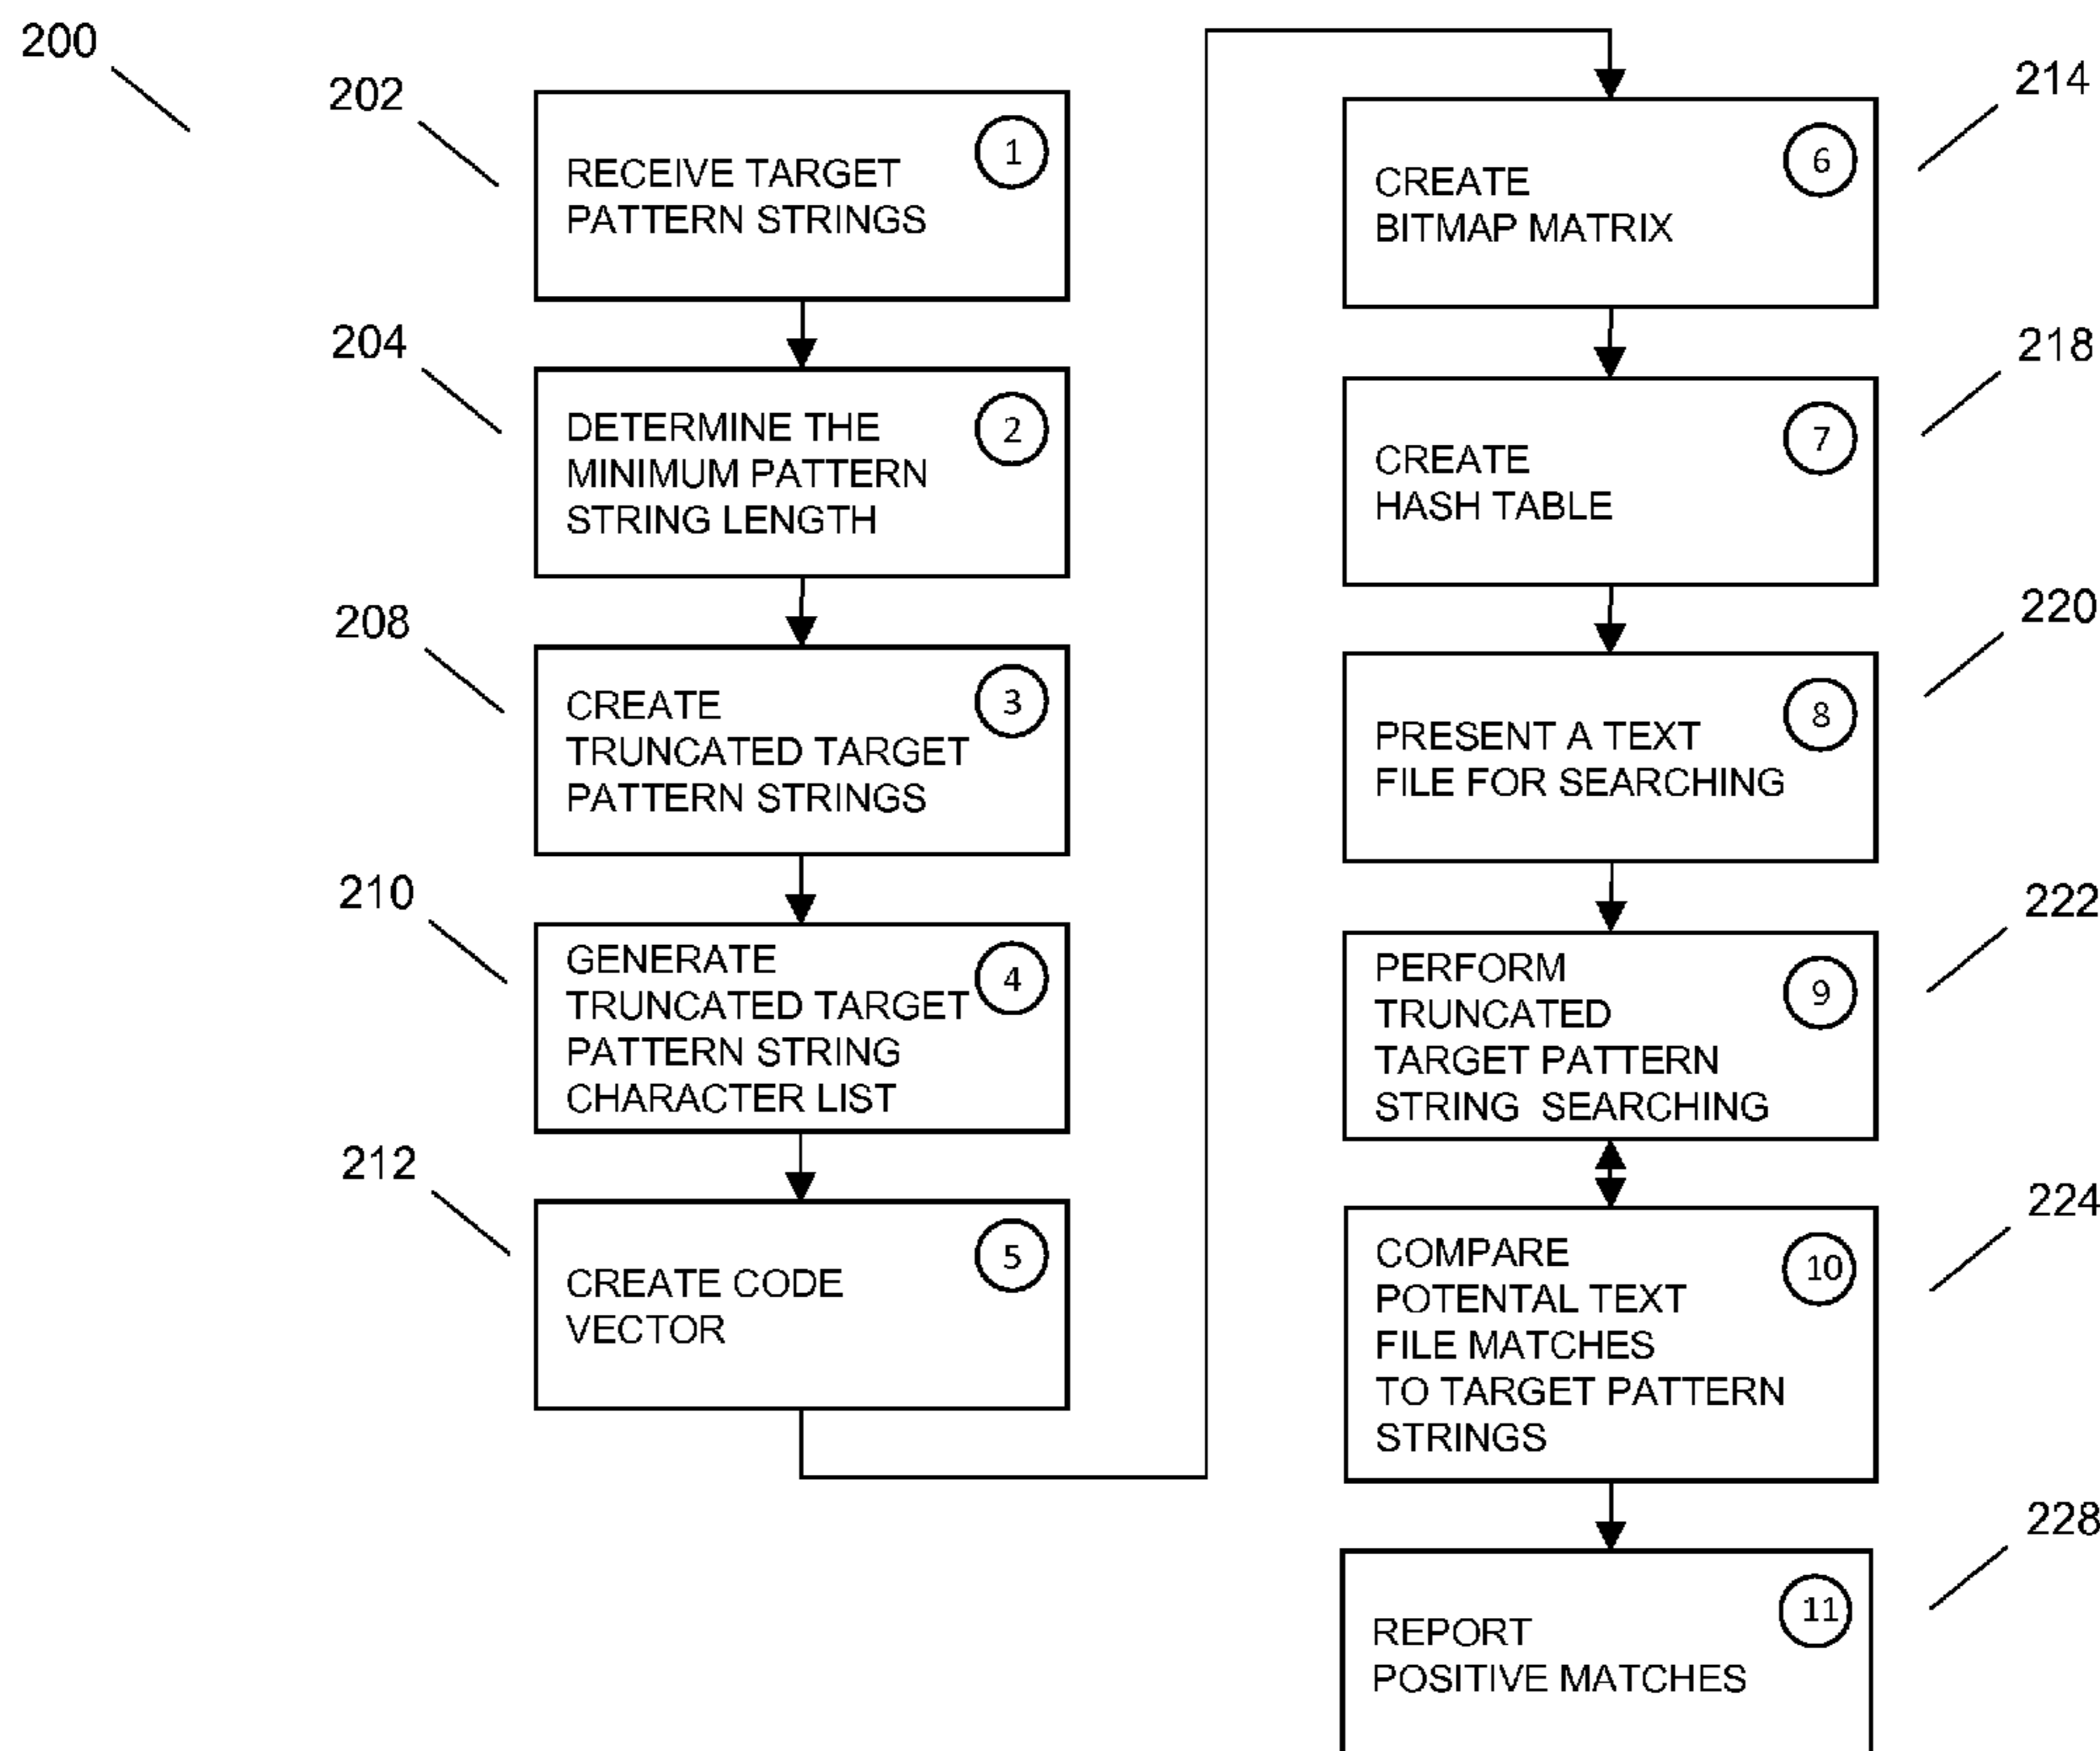 200
202
1
RECEIVE TARGET
PATTERN STRINGS
204
2
DETERMINE THE
MINIMUM PATTERN
STRING LENGTH
208
3
CREATE
TRUNCATED TARGET
PATTERN STRINGS
210
4
GENERATE
TRUNCATED TARGET
PATTERN STRING
CHARACTER LIST
212
5
CREATE CODE
VECTOR
214
6
CREATE
BITMAP MATRIX
218
7
CREATE
HASH TABLE
220
8
PRESENT A TEXT
FILE FOR SEARCHING
222
9
PERFORM
TRUNCATED
TARGET PATTERN
STRING SEARCHING
224
10
COMPARE
POTENTAL TEXT
FILE MATCHES
TO TARGET PATTERN
STRINGS
228
11
REPORT
POSITIVE MATCHES